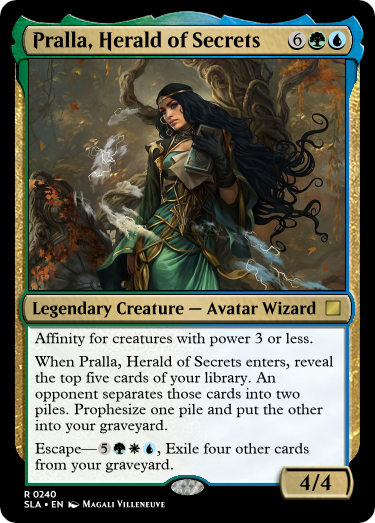 Pralla, Herald of Secrets 6
Legendary Creature — Avatar Wizard
Affinity for creatures with power 3 or less.
When Pralla, Herald of Secrets enters, reveal
the top five cards of your library. An
opponent separates those cards into two
piles. Prophesize one pile and put the other
into your graveyard.
Escape—5, Exile four other cards
from your graveyard.
4/4
R 0240
SLA • EN Magali Villeneuve